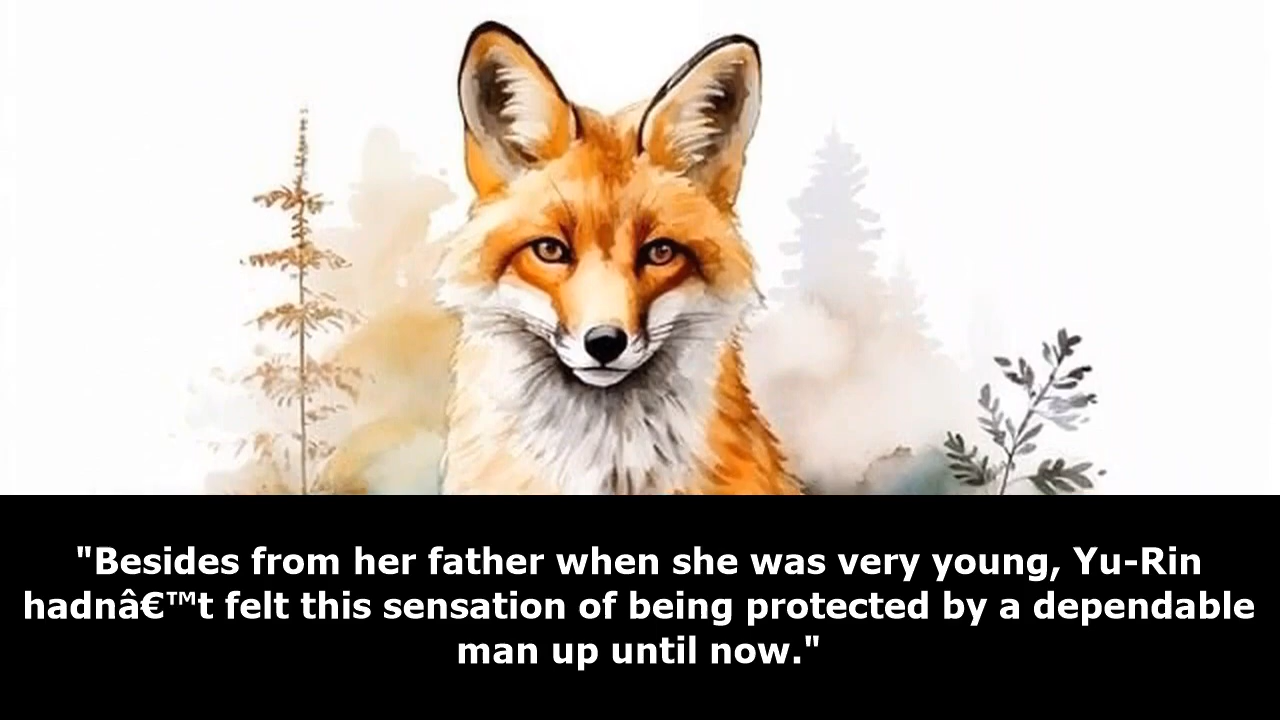 "Besides from her father when she was very young, Yu-Rin
hadnâ€™t felt this sensation of being protected by a dependable
man up until now."